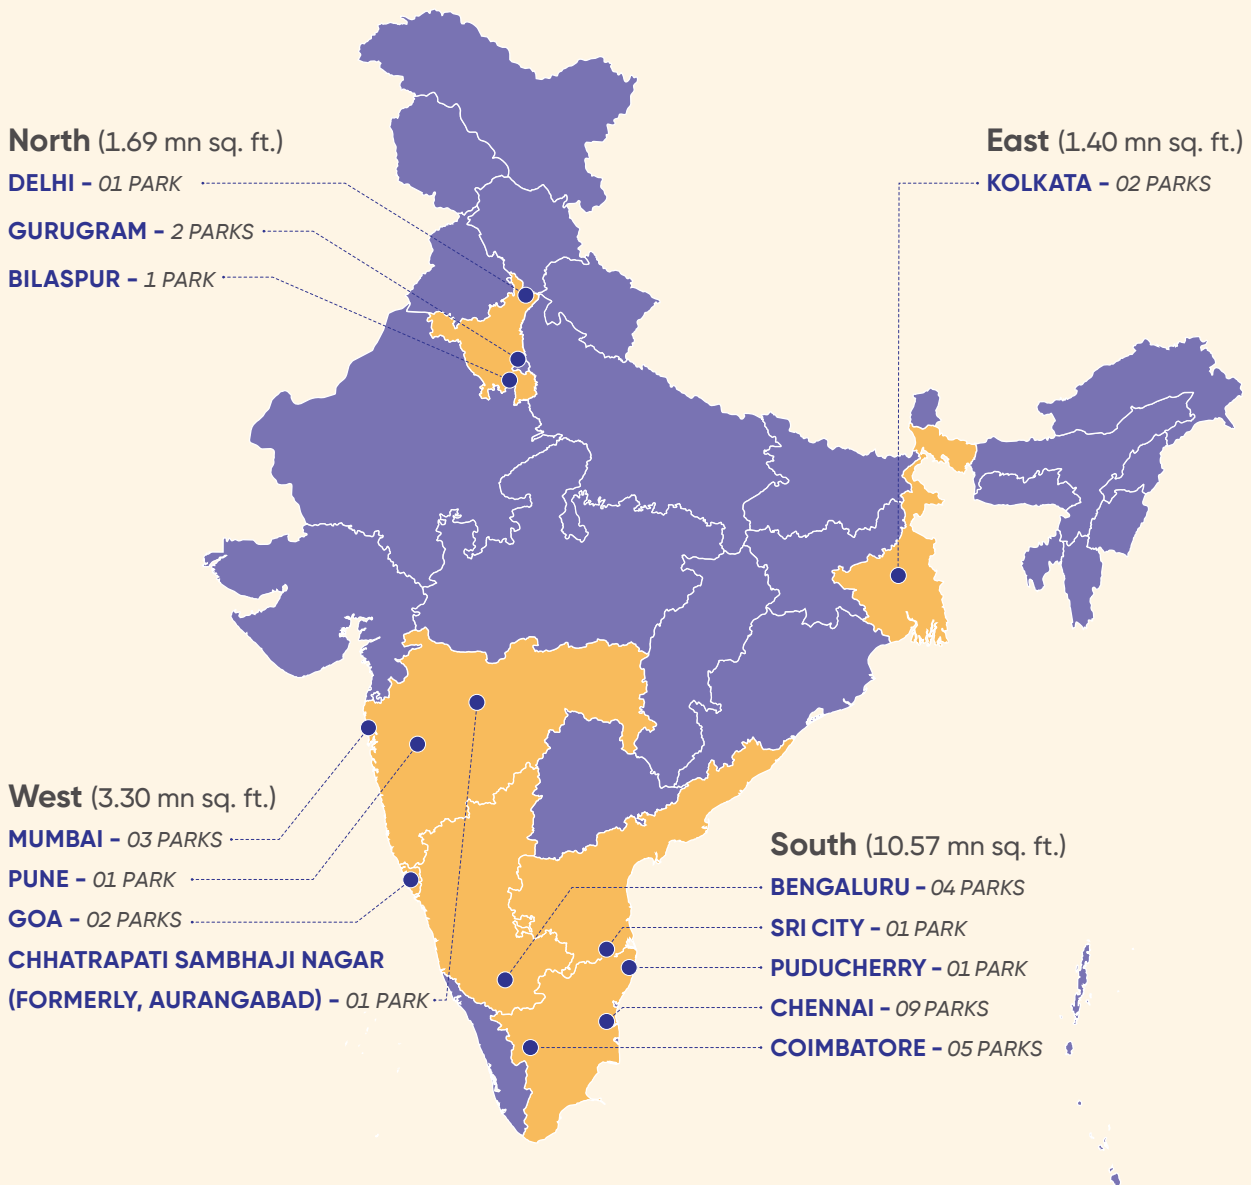 North (1.69 mn sq. ft.)
DELHI - 01 PARK
GURUGRAM - 2 PARKS
BILASPUR - 1 PARK
East (1.40 mn sq. ft.)
KOLKATA - 02 PARKS
West (3.30 mn sq. ft.)
MUMBAI - 03 PARKS
PUNE - 01 PARK
GOA - 02 PARKS
CHHATRAPATI SAMBHAJI NAGAR
(FORMERLY, AURANGABAD) - 01 PARK
South (10.57 mn sq. ft.)
BENGALURU - 04 PARKS
SRI CITY - 01 PARK
PUDUCHERRY - 01 PARK
CHENNAI - 09 PARKS
COIMBATORE - 05 PARKS